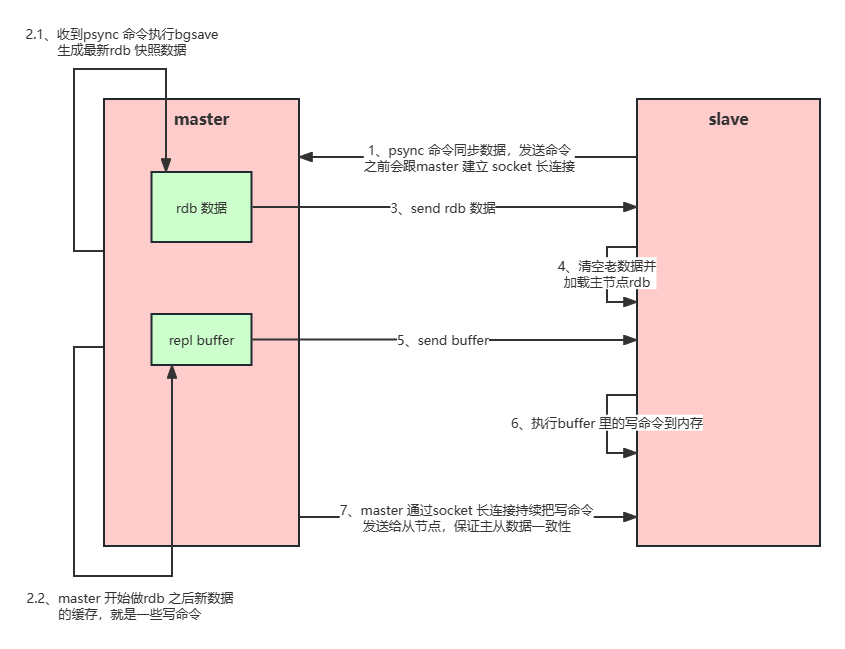 2.1、收到psync 命令执行bgsave
生成最新rdb 快照数据
master
slave
1、psync 命令同步数据，发送命令
之前会跟master 建立 socket 长连接
rdb 数据
3、send rdb 数据
4、清空老数据并
加载主节点rdb
repl buffer
5、send buffer
6、执行buffer 里的写命令到内存
7、master 通过socket 长连接持续把写命令
发送给从节点，保证主从数据一致性
2.2、master 开始做rdb 之后新数据
的缓存，就是一些写命令